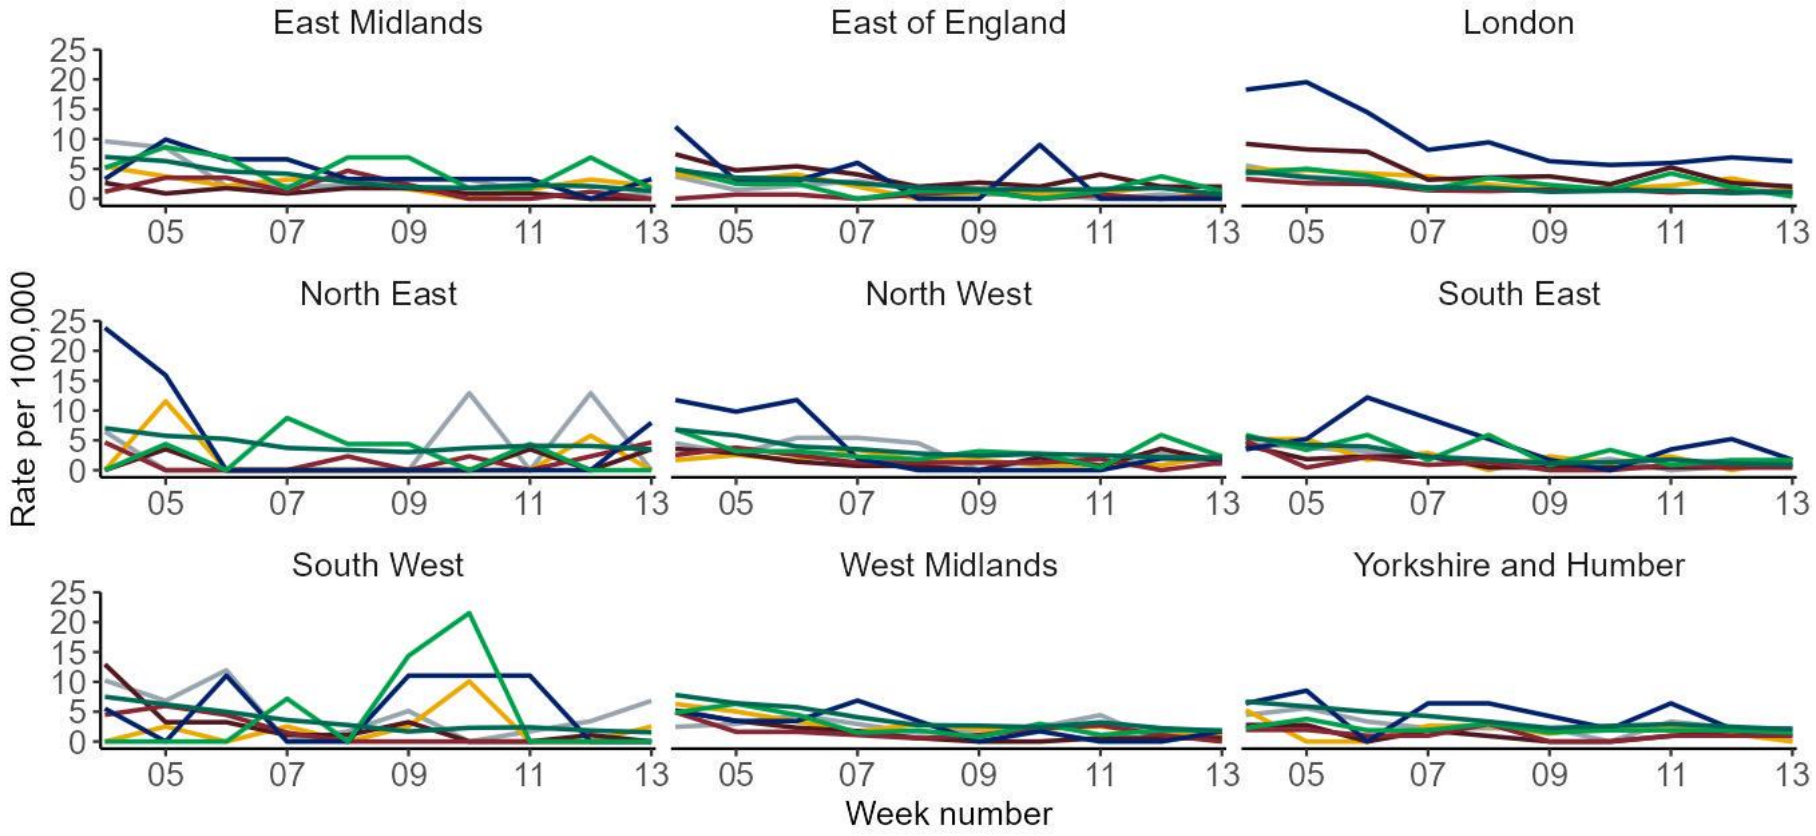 East Midlands East of England London
25
20
15
10
5
0
05 07 09 11 13 05 07 09 11 13 05 07 09 11 13
North East North West South East
Rate per 100,000
25
20
15
10
5
0
05 07 09 11 13 05 07 09 11 13 05 07 09 11 13
South West West Midlands Yorkshire and Humber
25
20
15
10
5
0
05 07 09 11 13 05 07 09 11 13 05 07 09 11 13
Week number